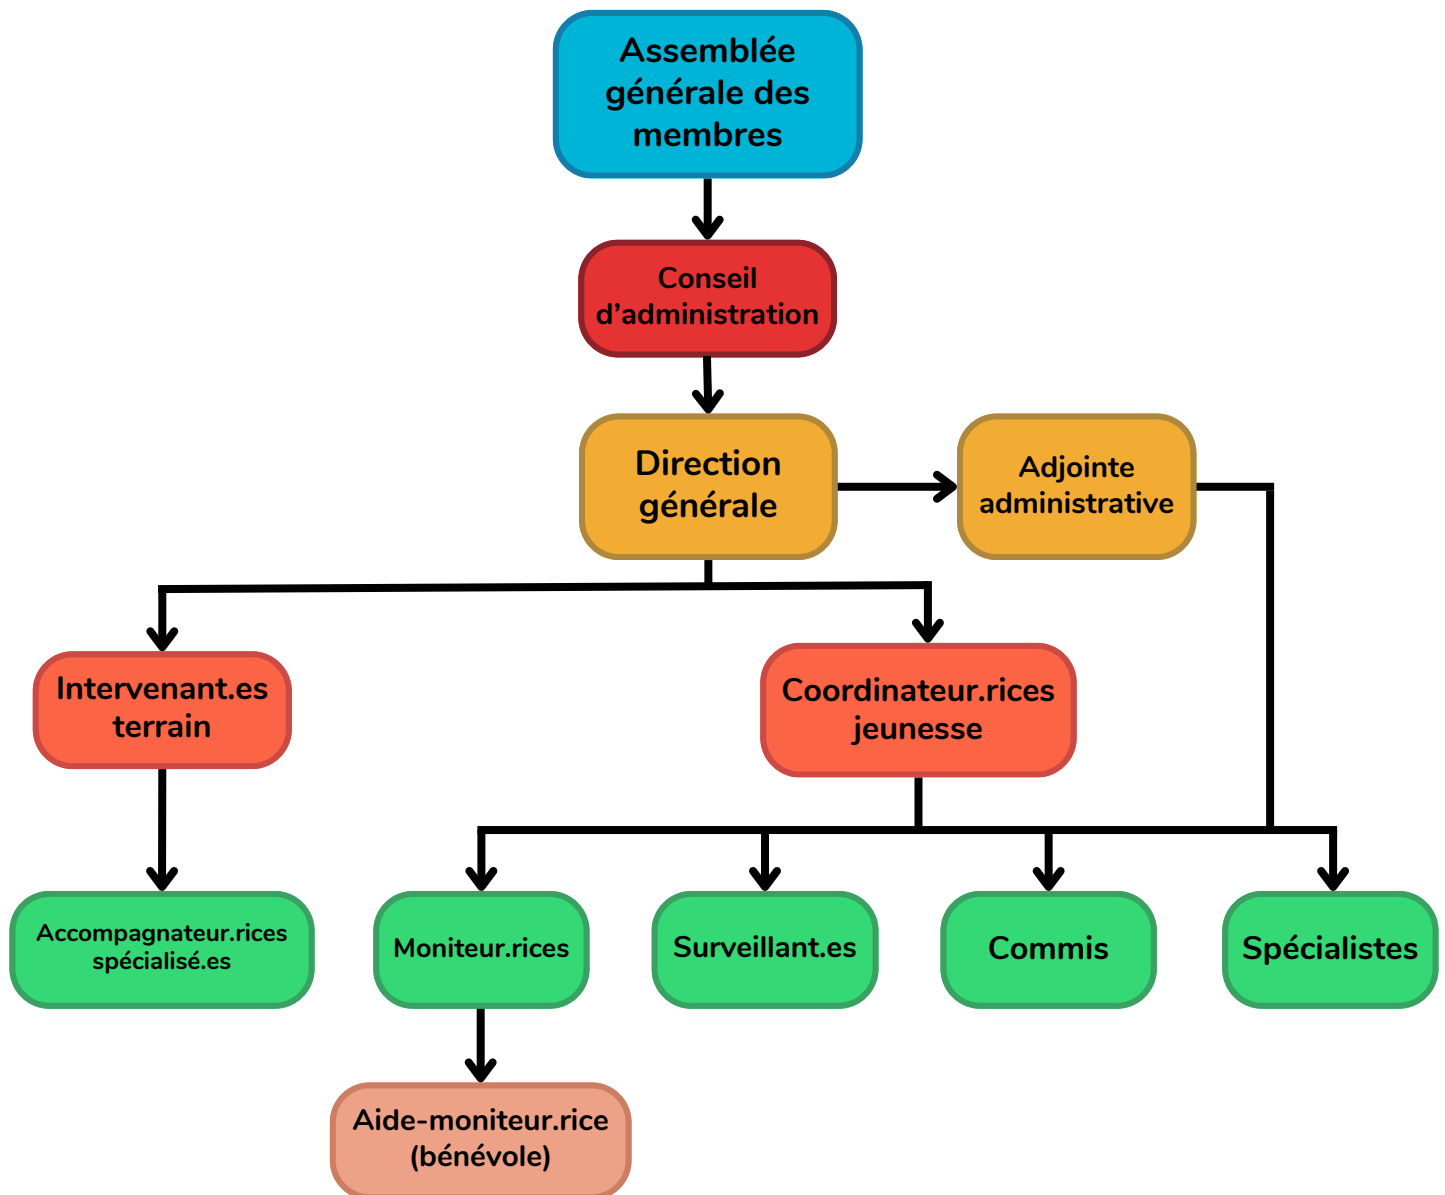 Assemblée
générale des
membres
Conseil
d’administration
Direction
générale
Adjointe
administrative
Intervenant.es
terrain
Coordinateur.rices
jeunesse
Accompagnateur.rices
spécialisé.es
Moniteur.rices
Surveillant.es
Commis
Spécialistes
Aide-moniteur.rice
(bénévole)